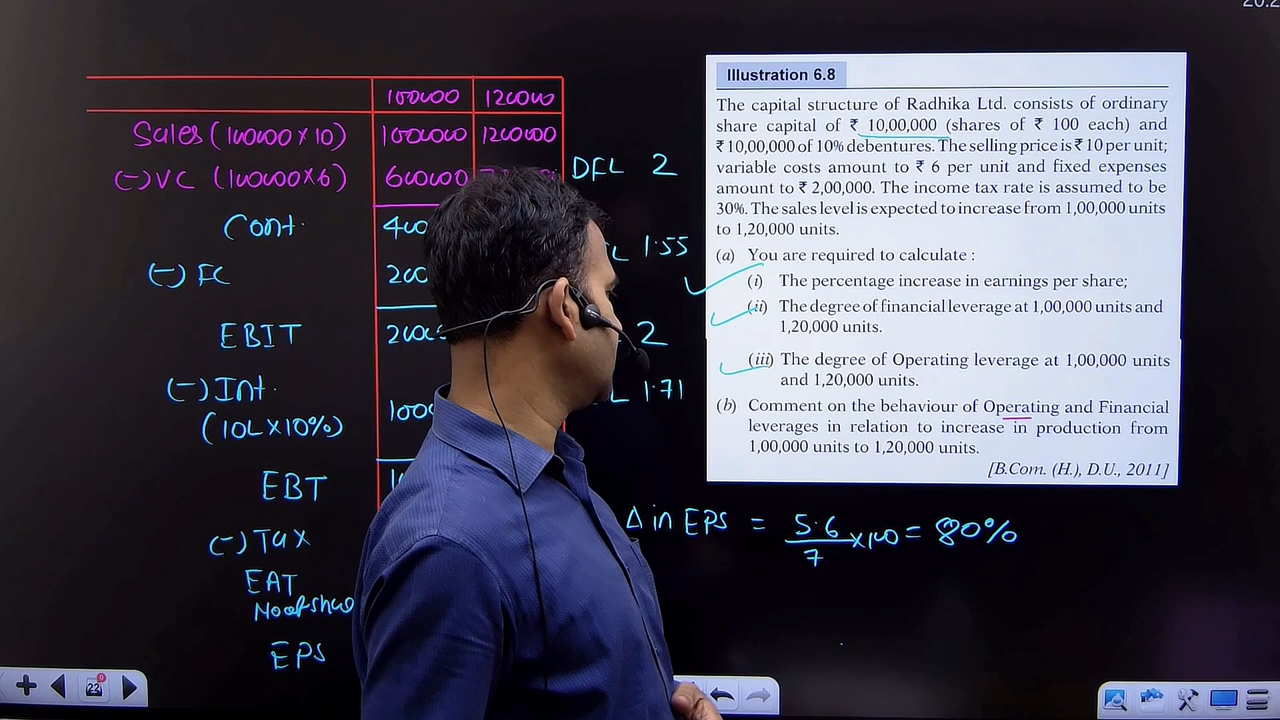 20:2
100000 120000
Sales (100000×10) 1000000 1200000
(-) VC (100000×6) 600000
Cont. 400
(-) FC 200
EBIT 2000
(-) Int. 1000
(10L×10%)
EBT 10
(-) Tax
EAT
No of share
EPS
DFL 2
L 1.55
2
L 1.71
Illustration 6.8
The capital structure of Radhika Ltd. consists of ordinary
share capital of ₹ 10,00,000 (shares of ₹ 100 each) and
₹ 10,00,000 of 10% debentures. The selling price is ₹ 10 per unit;
variable costs amount to ₹ 6 per unit and fixed expenses
amount to ₹ 2,00,000. The income tax rate is assumed to be
30%. The sales level is expected to increase from 1,00,000 units
to 1,20,000 units.
(a) You are required to calculate :
(i) The percentage increase in earnings per share;
(ii) The degree of financial leverage at 1,00,000 units and
1,20,000 units.
(iii) The degree of Operating leverage at 1,00,000 units
and 1,20,000 units.
(b) Comment on the behaviour of Operating and Financial
leverages in relation to increase in production from
1,00,000 units to 1,20,000 units.
[B.Com. (H.), D.U., 2011]
Δ in EPS = 5.6/7 × 100 = 80%
22